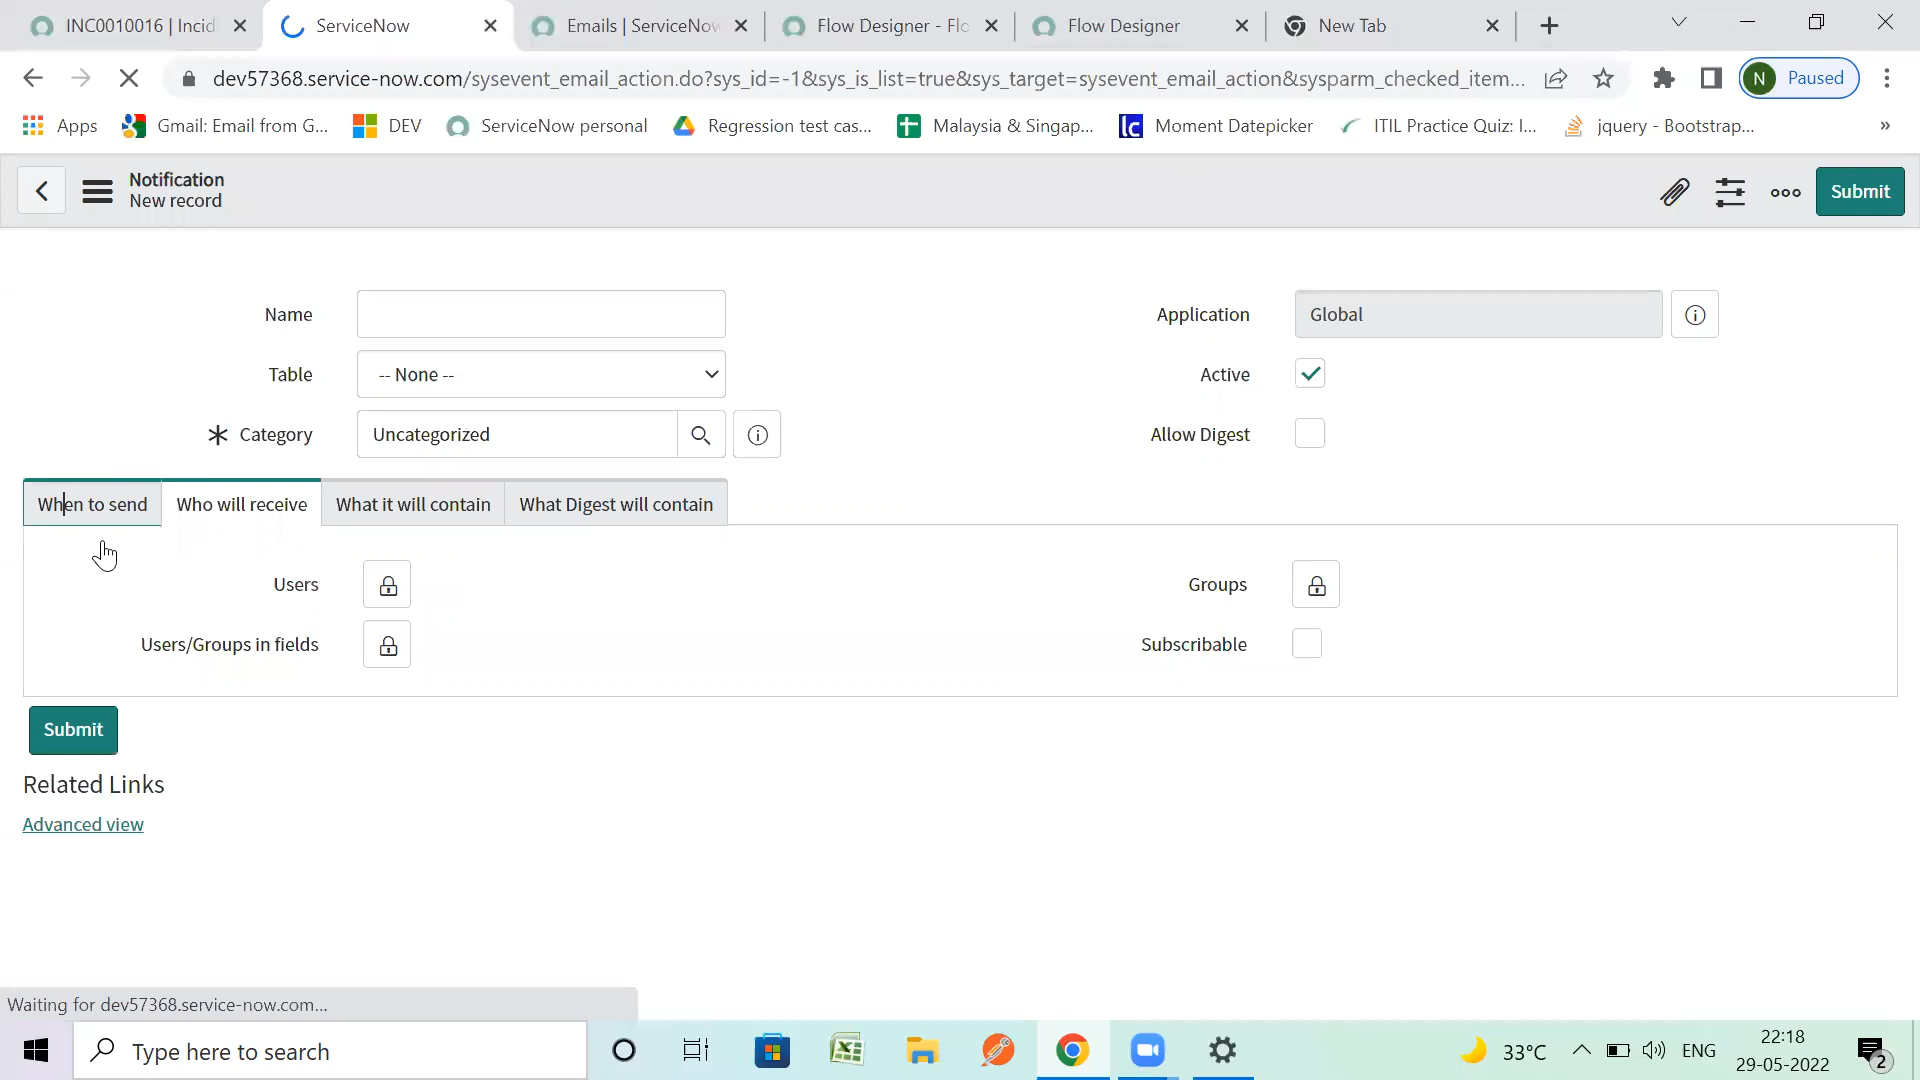 INC0010016 | Incid
ServiceNow
Emails | ServiceNow
Flow Designer - Flo
Flow Designer
New Tab
dev57368.service-now.com/sysevent_email_action.do?sys_id=-1&sys_is_list=true&sys_target=sysevent_email_action&sysparm_checked_item...
N Paused
Apps
Gmail: Email from G...
DEV
ServiceNow personal
Regression test cas...
Malaysia & Singap...
lc Moment Datepicker
ITIL Practice Quiz: I...
jquery - Bootstrap...
»
Notification
New record
Submit
Name
Application Global
Table -- None --
Active
Category Uncategorized
Allow Digest
When to send Who will receive What it will contain What Digest will contain
Users
Groups
Users/Groups in fields
Subscribable
Submit
Related Links
Advanced view
Waiting for dev57368.service-now.com...
Type here to search
33°C
ENG
22:18
29-05-2022
2